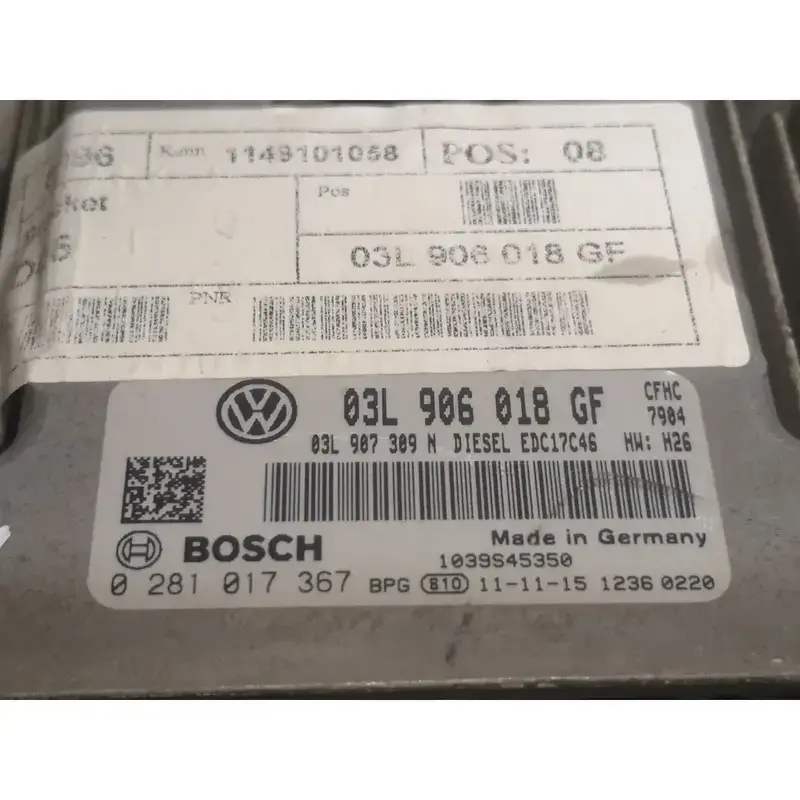 Knmn 1149101058 POS: 08
Pos
03L 906 018 GF
PNR
VW 03L 906 018 GF CFHC
7904
03L 907 309 N DIESEL EDC17C46 HW: H26
BOSCH Made in Germany
1039S45350
0 281 017 367 BPG 810 11-11-15 1236 0220